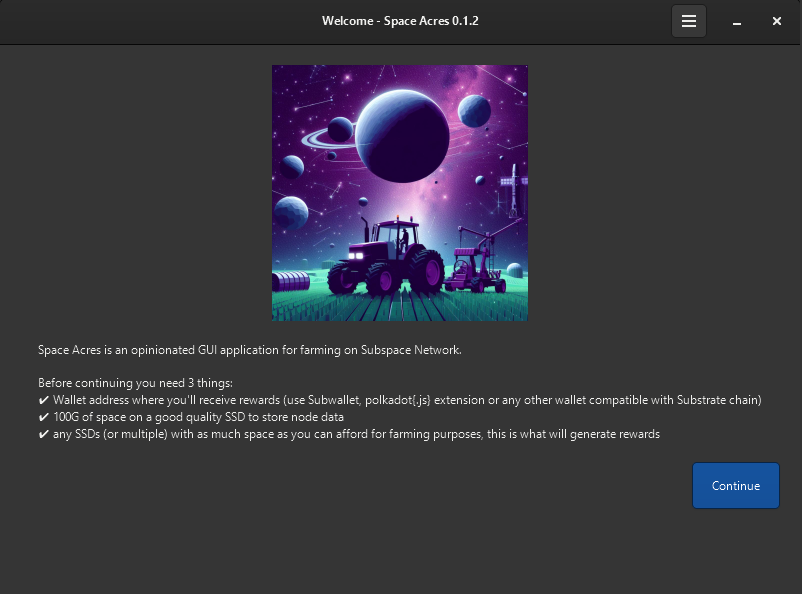 Welcome - Space Acres 0.1.2
Space Acres is an opinionated GUI application for farming on Subspace Network.
Before continuing you need 3 things:
✔ Wallet address where you'll receive rewards (use Subwallet, polkadot{.js} extension or any other wallet compatible with Substrate chain)
✔ 100G of space on a good quality SSD to store node data
✔ any SSDs (or multiple) with as much space as you can afford for farming purposes, this is what will generate rewards
Continue